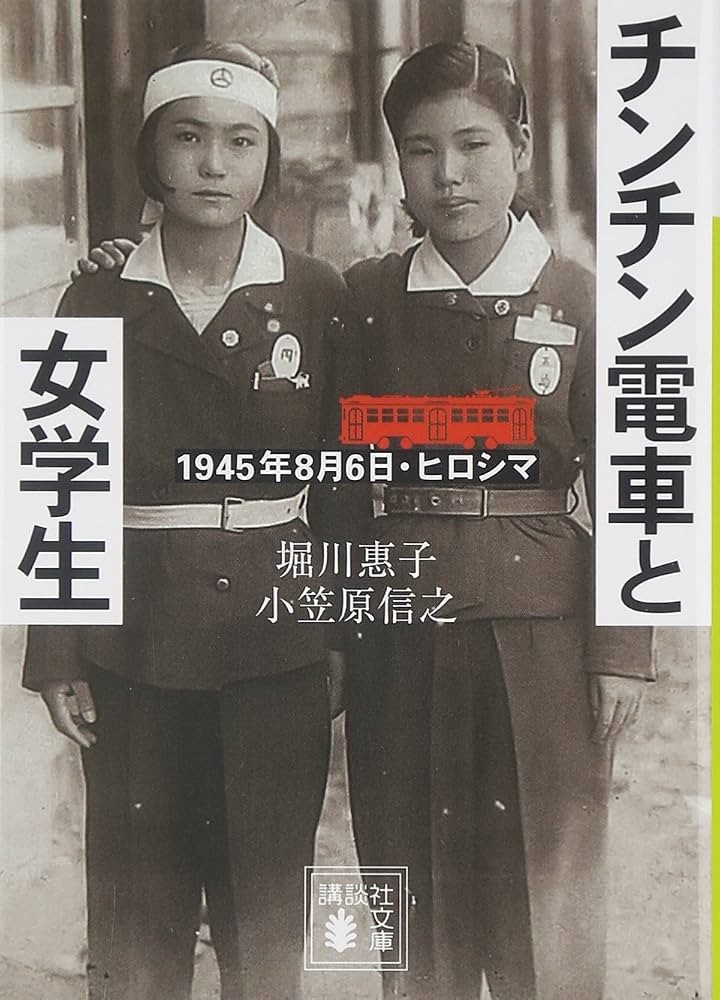 チンチン電車と
女学生
1945年8月6日・ヒロシマ
堀川惠子
小笠原信之
講談社
文庫
円